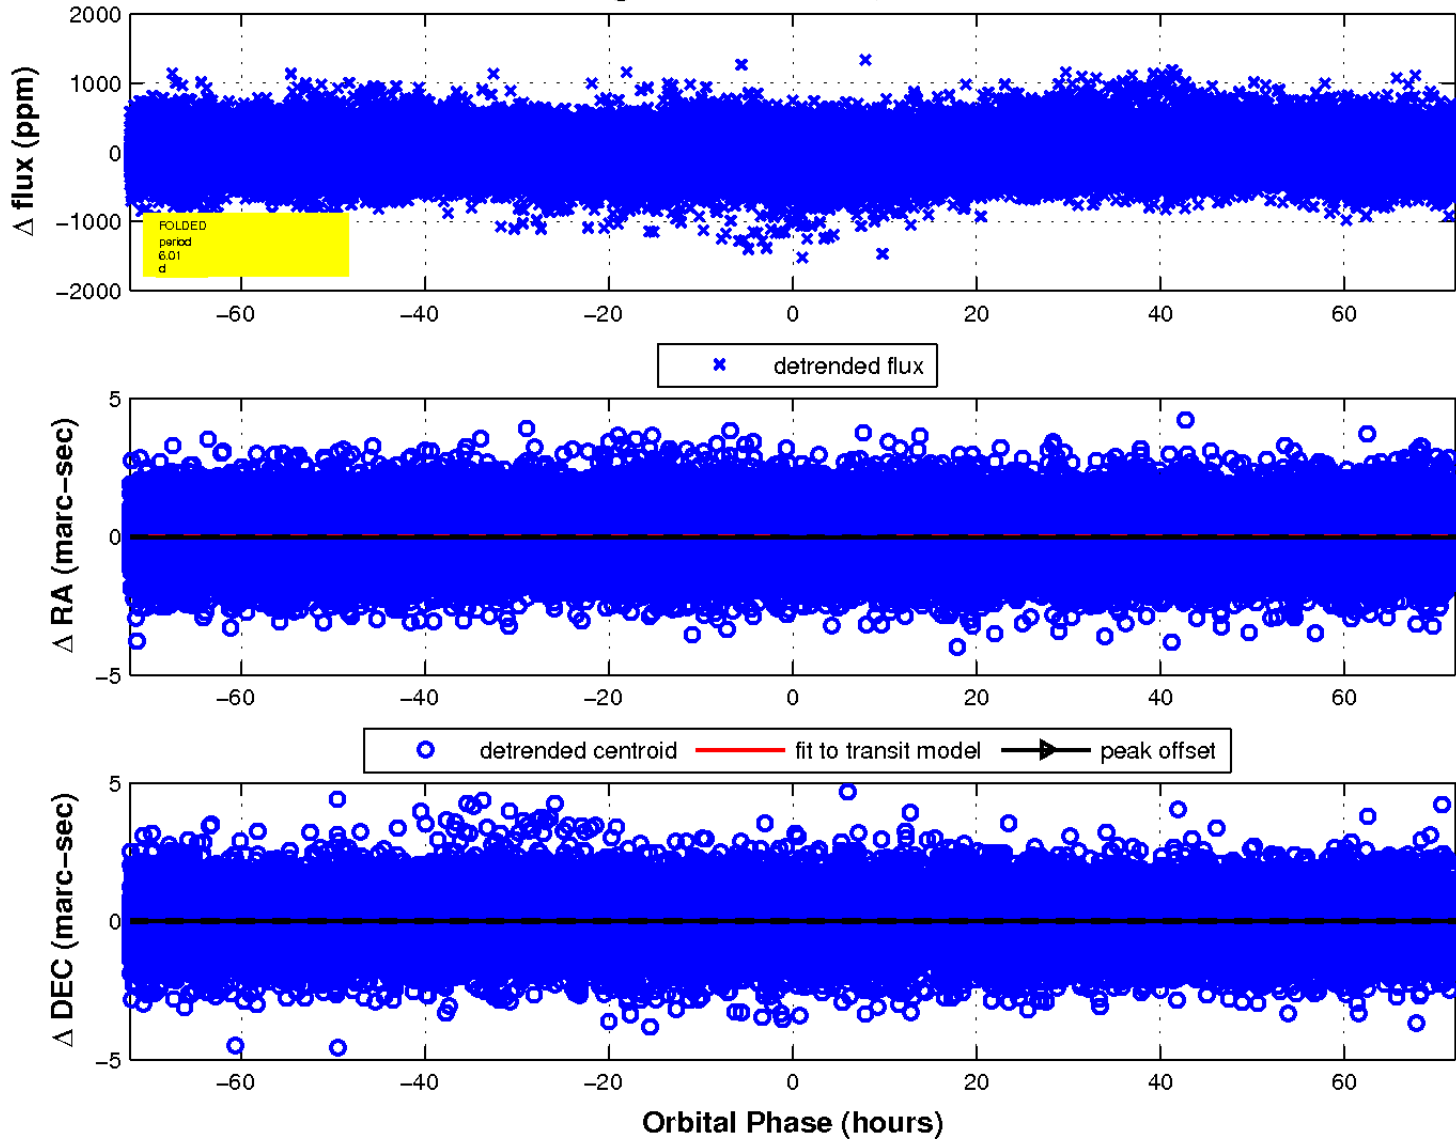 2000
1000
0
−1000
−2000
Δ flux (ppm)
FOLDED
period
6.01
d
−60 −40 −20 0 20 40 60
detrended flux
5
0
−5
Δ RA (marc−sec)
−60 −40 −20 0 20 40 60
detrended centroid fit to transit model peak offset
5
0
−5
Δ DEC (marc−sec)
−60 −40 −20 0 20 40 60
Orbital Phase (hours)